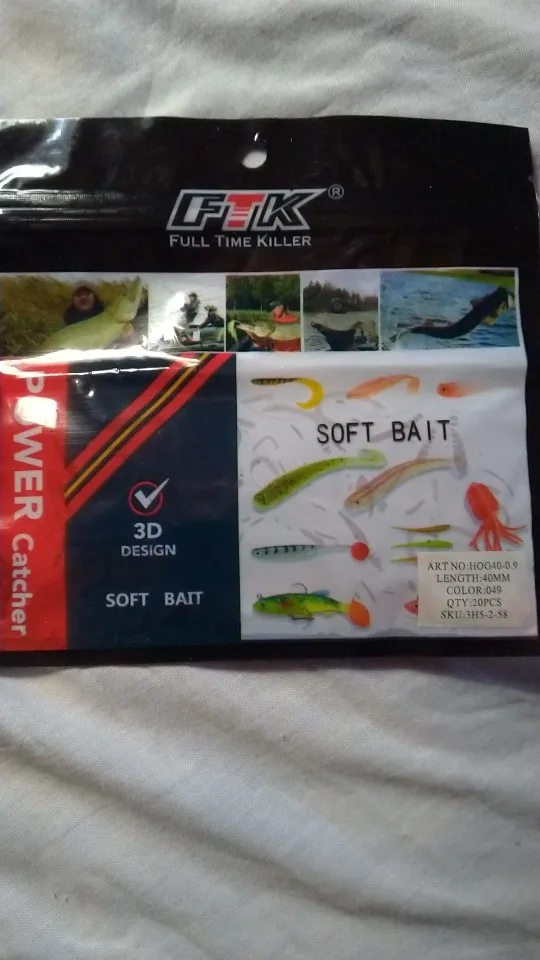 FTK®
FULL TIME KILLER
POWER Catcher
SOFT BAIT
3D
DESIGN
SOFT BAIT
ART NO:HOG40-0.9
LENGTH:40MM
COLOR:049
QTY:20PCS
SKU:3H5-2-58